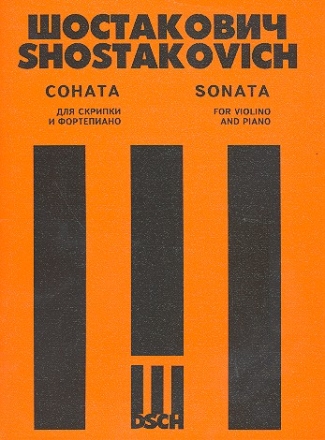 ШОСТАКОВИЧ
SHOSTAKOVICH
СОНАТА
SONATA
ДЛЯ СКРИПКИ
И ФОРТЕПИАНО
FOR VIOLINO
AND PIANO
DSCH